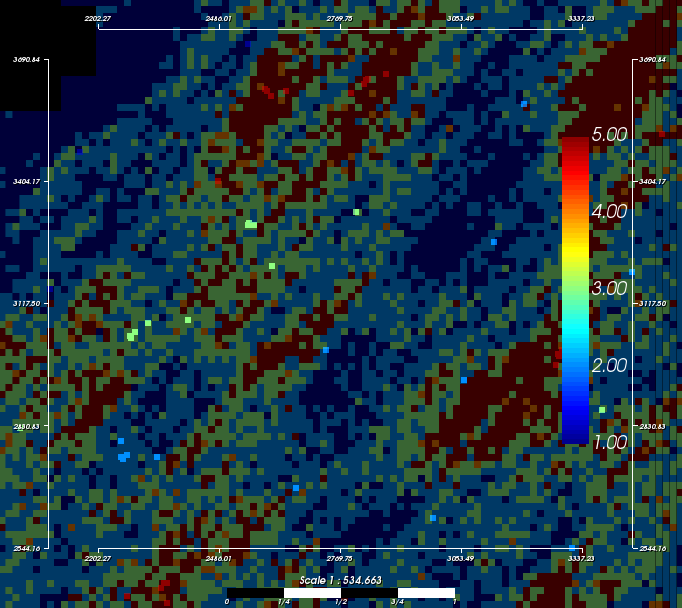 2202.27 2486.01 2769.75 3053.49 3337.23
3690.84 3690.84
5.00
3404.17 3404.17
4.00
3.00
3117.50 3117.50
2.00
2830.83 2830.83
1.00
2544.16 2544.16
2202.27 2486.01 2769.75 3053.49 3337.23
Scale 1 : 534.663
0 1/4 1/2 3/4 1